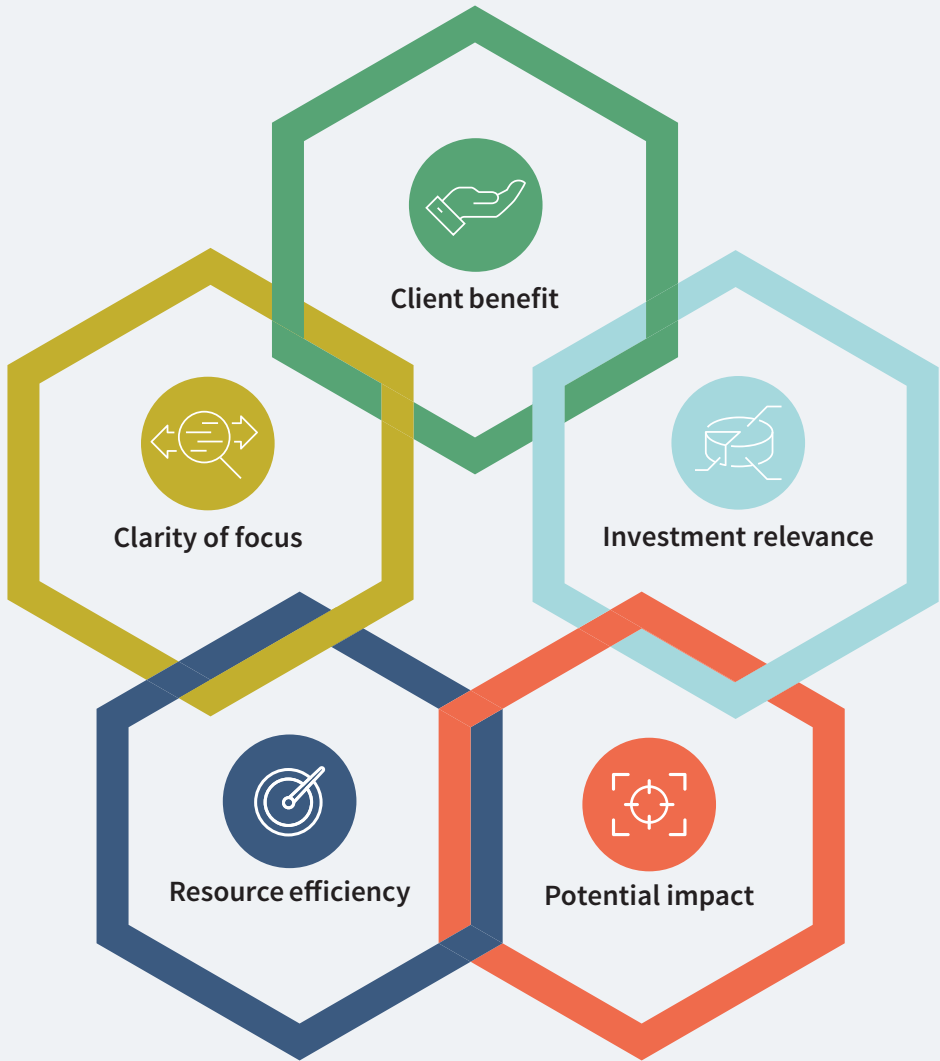 Client benefit
Clarity of focus
Investment relevance
Resource efficiency
Potential impact